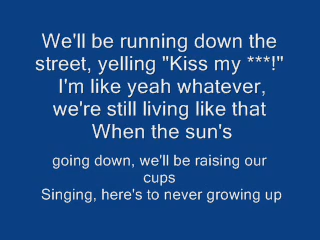 We'll be running down the
street, yelling "Kiss my ***!"
I'm like yeah whatever,
we're still living like that
When the sun's
going down, we'll be raising our
cups
Singing, here's to never growing up